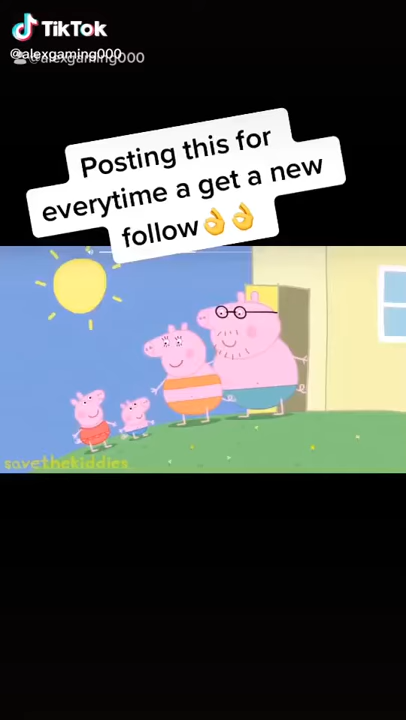 TikTok
@alexgaming000
@alexgaming000
Posting this for
everytime a get a new
follow👌👌
savethekiddies